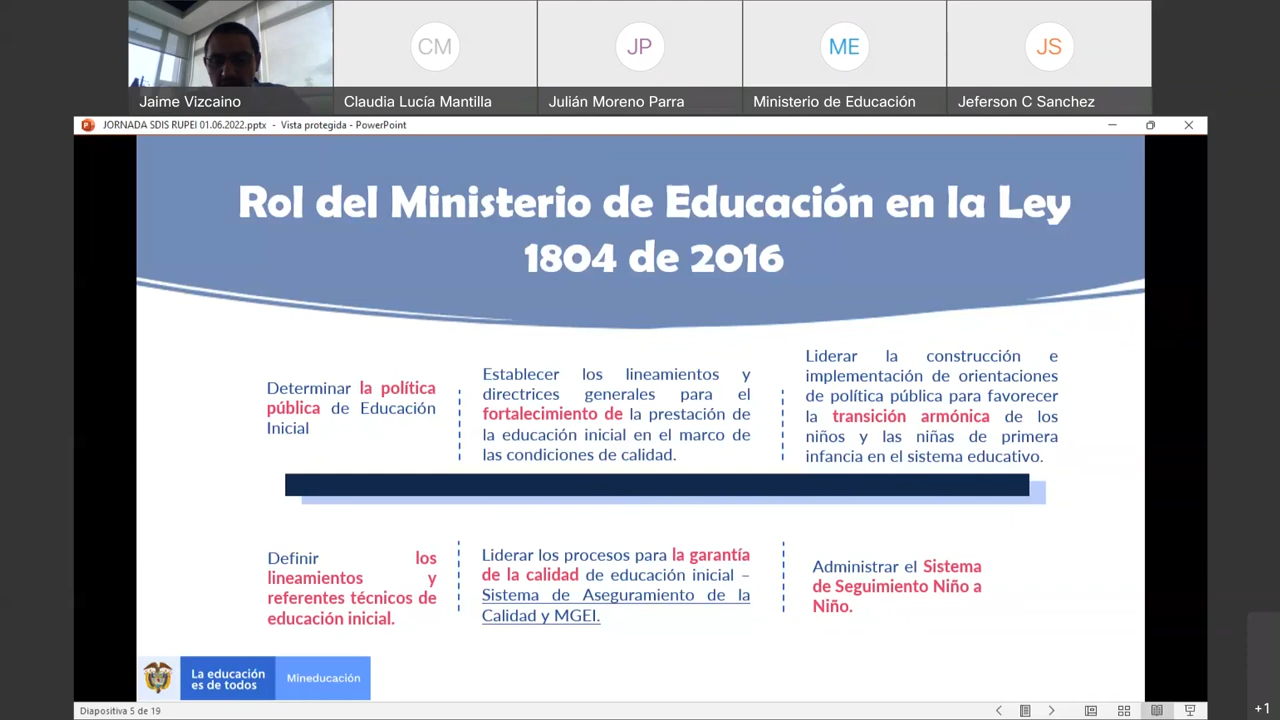 CM
JP
ME
JS
Jaime Vizcaino
Claudia Lucía Mantilla
Julián Moreno Parra
Ministerio de Educación
Jeferson C Sanchez
JORNADA SDIS RUPEI 01.06.2022.pptx - Vista protegida - PowerPoint
Rol del Ministerio de Educación en la Ley
1804 de 2016
Determinar la política
pública de Educación
Inicial
Establecer los lineamientos y
directrices generales para el
fortalecimiento de la prestación de
la educación inicial en el marco de
las condiciones de calidad.
Liderar la construcción e
implementación de orientaciones
de política pública para favorecer
la transición armónica de los
niños y las niñas de primera
infancia en el sistema educativo.
Definir los
lineamientos y
referentes técnicos de
educación inicial.
Liderar los procesos para la garantía
de la calidad de educación inicial –
Sistema de Aseguramiento de la
Calidad y MGEI.
Administrar el Sistema
de Seguimiento Niño a
Niño.
La educación
es de todos
Mineducación
Diapositiva 5 de 19
+1